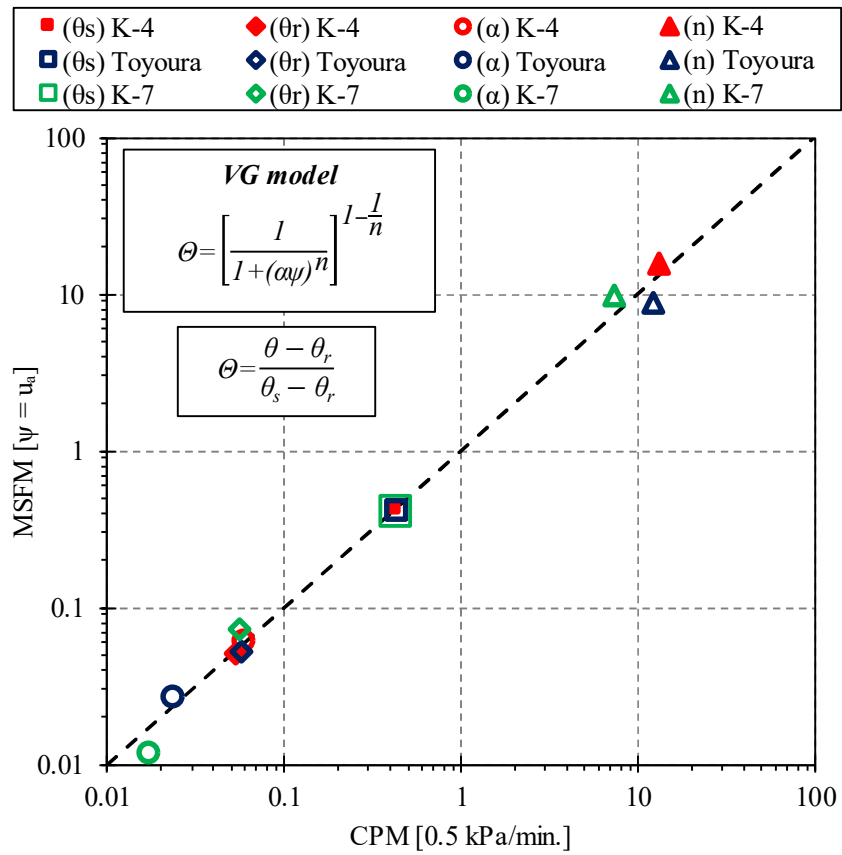 (θs) K-4 (θr) K-4 (α) K-4 (n) K-4
(θs) Toyoura (θr) Toyoura (α) Toyoura (n) Toyoura
(θs) K-7 (θr) K-7 (α) K-7 (n) K-7
100
VG model
Θ=[1/(1+(αψ)^n)]^(1−1/n)
10
Θ=(θ − θr)/(θs − θr)
1
MSFM [ψ = uₐ]
0.1
0.01
0.01 0.1 1 10 100
CPM [0.5 kPa/min.]